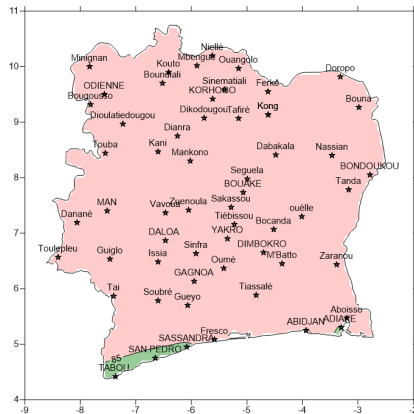 11
Niellé
Minignan
Kouto
Mbengue
Ouangolo
10
Boundiali
Sinematiali
Ferké
Doropo
ODIENNE
KORHOGO
Bougousso
Bouna
Dikodougou
Tafiré
Kong
9
Dioulatiedougou
Dianra
Touba
Kani
Mankono
Dabakala
Nassian
BONDOUKOU
8
Seguela
BOUAKE
Tanda
MAN
Vavoua
Zuenoula
Sakassou
Danané
Tiébissou
ouéllé
7
DALOA
YAKRO
Bocanda
Toulepleu
Guiglo
Issia
Sinfra
DIMBOKRO
M'Batto
Zaranou
Oumé
6
Tai
GAGNOA
Soubré
Gueyo
Tiassalé
Aboisso
ABIDJAN
ADIAKE
Fresco
5
SASSANDRA
SAN PEDRO
85
TABOU
4
-9
-8
-7
-6
-5
-4
-3
-2